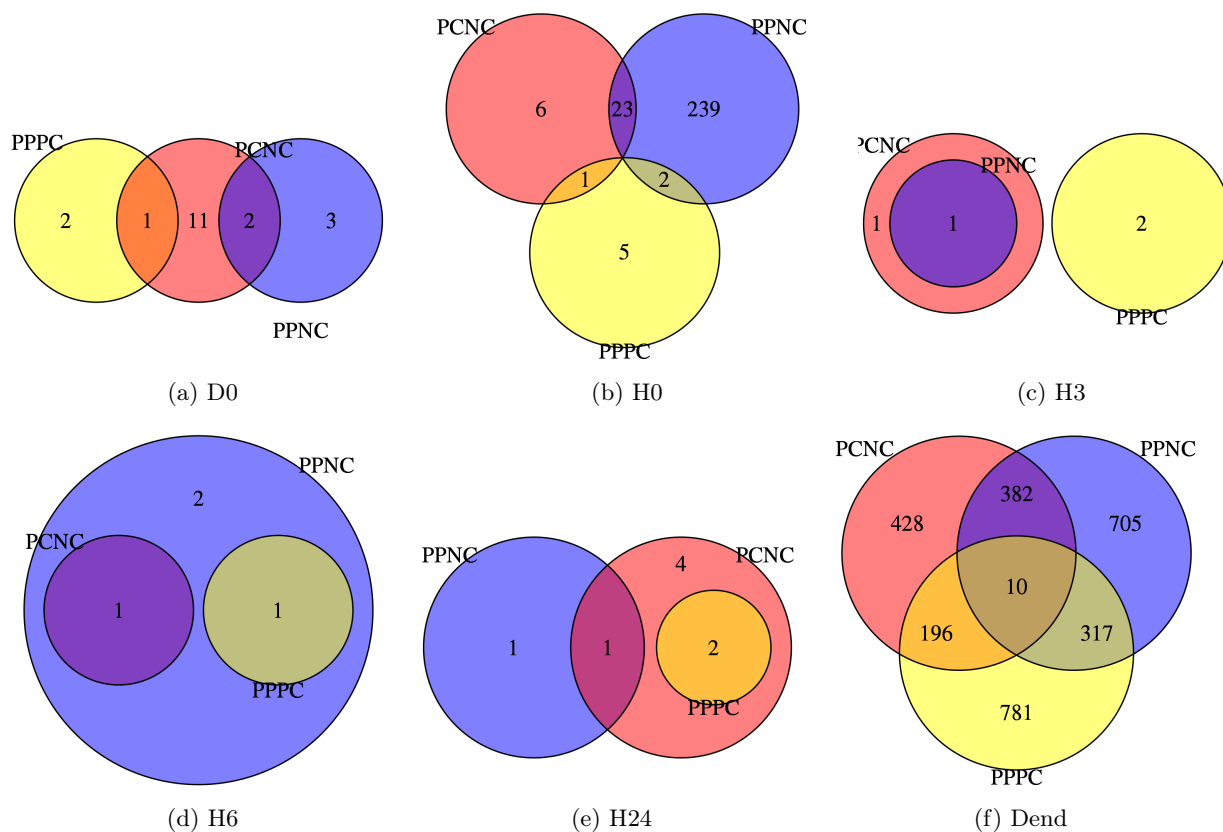 PCNC
PPNC
6
23
239
1
2
5
PPPC
(b) H0
PPPC
PCNC
2
1
11
2
3
PPNC
(a) D0
PCNC
PPNC
1
1
2
PPPC
(c) H3
PPNC
2
PCNC
1
1
PPPC
(d) H6
PPNC
PCNC
4
1
1
2
PPPC
(e) H24
PCNC
PPNC
382
428
705
10
196
317
781
PPPC
(f) Dend